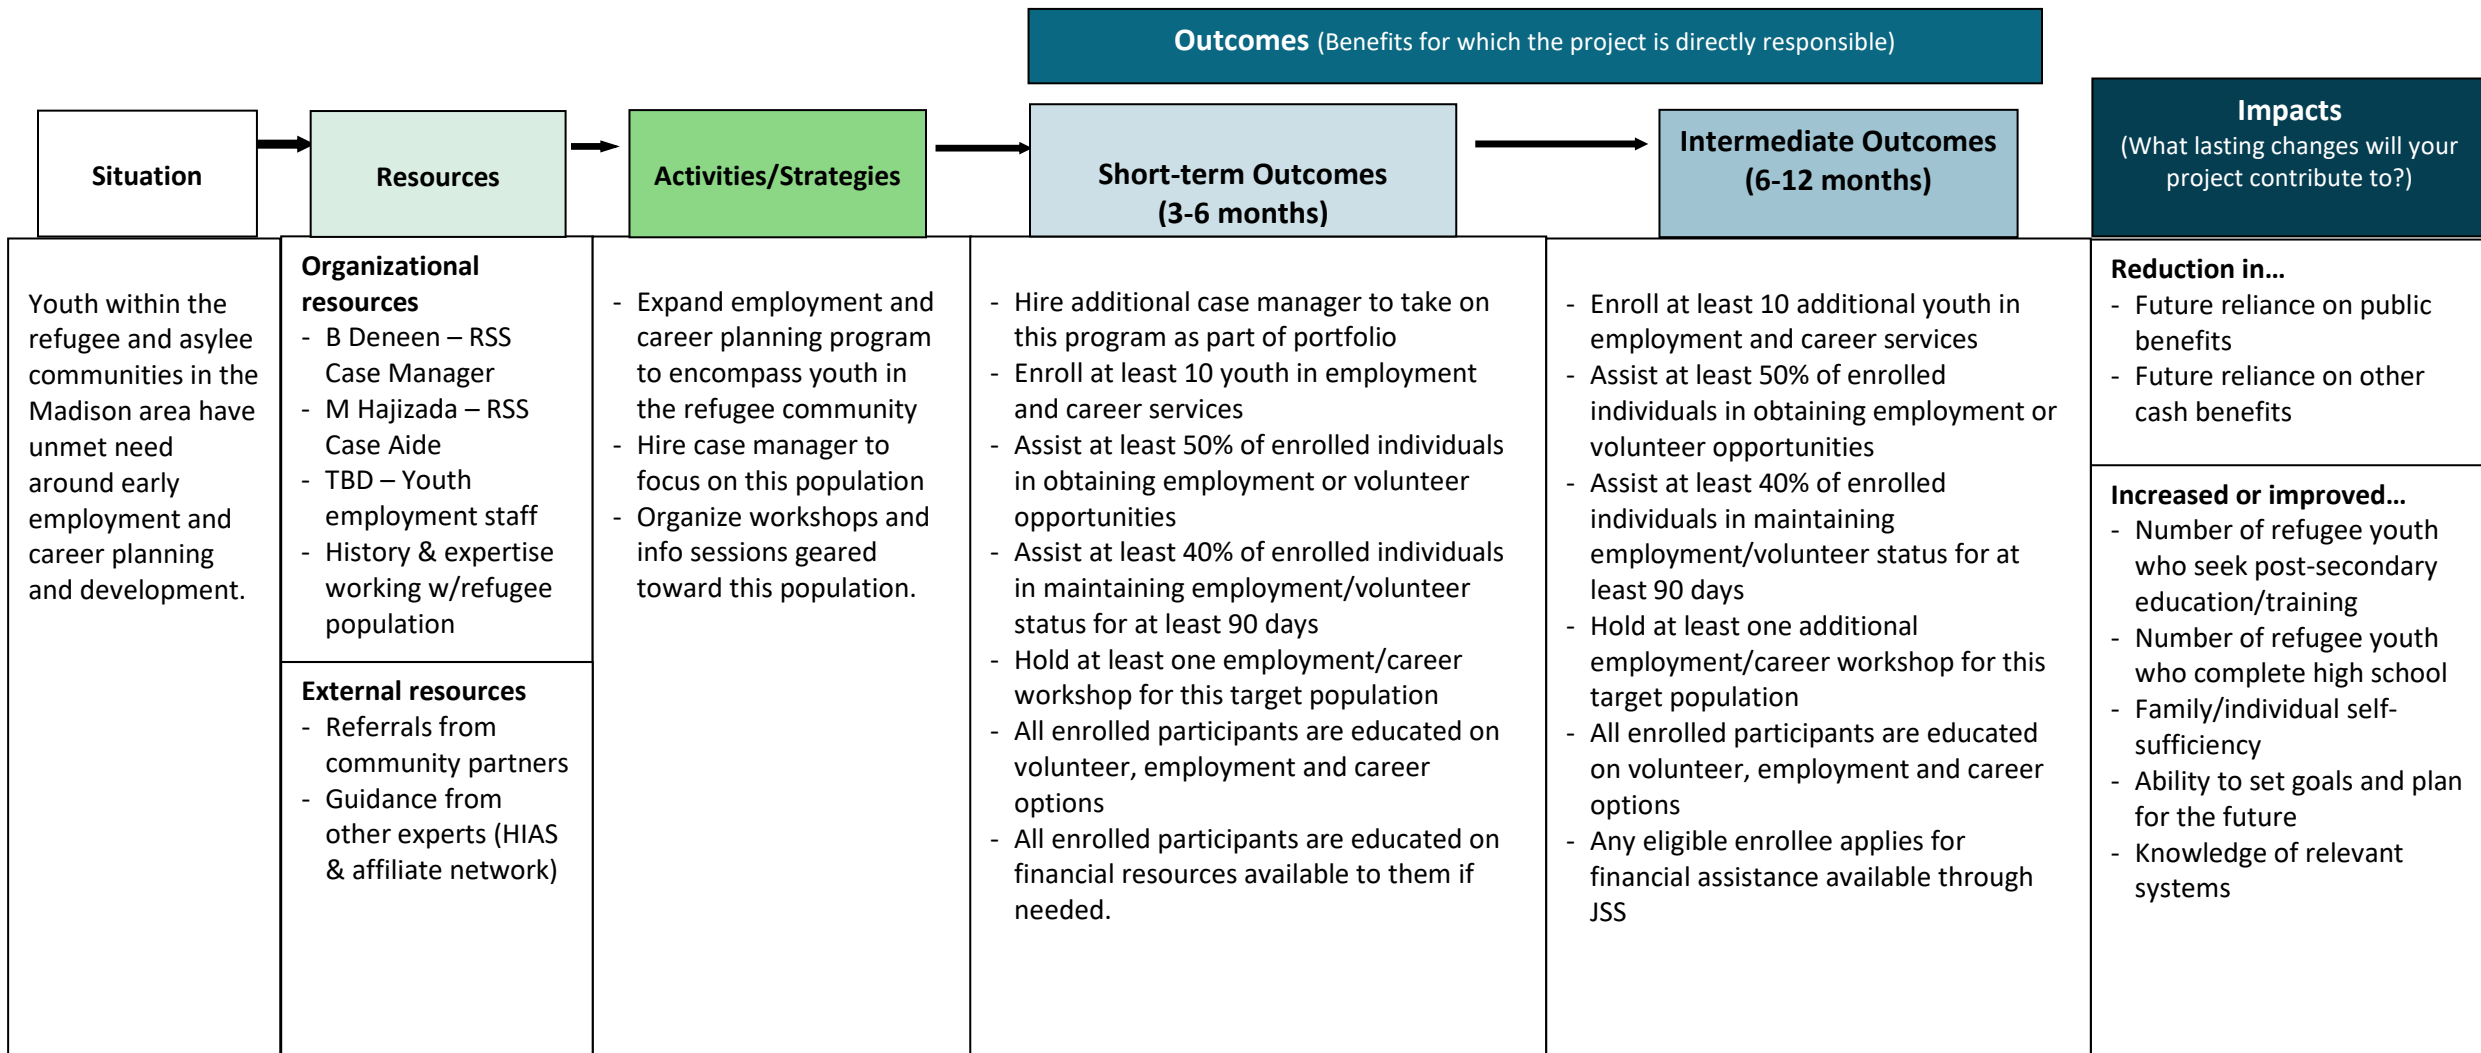 Outcomes (Benefits for which the project is directly responsible)
Situation
Resources
Activities/Strategies
Short-term Outcomes
(3-6 months)
Intermediate Outcomes
(6-12 months)
Impacts
(What lasting changes will your
project contribute to?)
Youth within the
refugee and asylee
communities in the
Madison area have
unmet need
around early
employment and
career planning
and development.
Organizational
resources
- B Deneen – RSS
Case Manager
- M Hajizada – RSS
Case Aide
- TBD – Youth
employment staff
- History & expertise
working w/refugee
population
External resources
- Referrals from
community partners
- Guidance from
other experts (HIAS
& affiliate network)
- Expand employment and
career planning program
to encompass youth in
the refugee community
- Hire case manager to
focus on this population
- Organize workshops and
info sessions geared
toward this population.
- Hire additional case manager to take on
this program as part of portfolio
- Enroll at least 10 youth in employment
and career services
- Assist at least 50% of enrolled individuals
in obtaining employment or volunteer
opportunities
- Assist at least 40% of enrolled individuals
in maintaining employment/volunteer
status for at least 90 days
- Hold at least one employment/career
workshop for this target population
- All enrolled participants are educated on
volunteer, employment and career
options
- All enrolled participants are educated on
financial resources available to them if
needed.
- Enroll at least 10 additional youth in
employment and career services
- Assist at least 50% of enrolled
individuals in obtaining employment or
volunteer opportunities
- Assist at least 40% of enrolled
individuals in maintaining
employment/volunteer status for at
least 90 days
- Hold at least one additional
employment/career workshop for this
target population
- All enrolled participants are educated
on volunteer, employment and career
options
- Any eligible enrollee applies for
financial assistance available through
JSS
Reduction in…
- Future reliance on public
benefits
- Future reliance on other
cash benefits
Increased or improved…
- Number of refugee youth
who seek post-secondary
education/training
- Number of refugee youth
who complete high school
- Family/individual self-
sufficiency
- Ability to set goals and plan
for the future
- Knowledge of relevant
systems